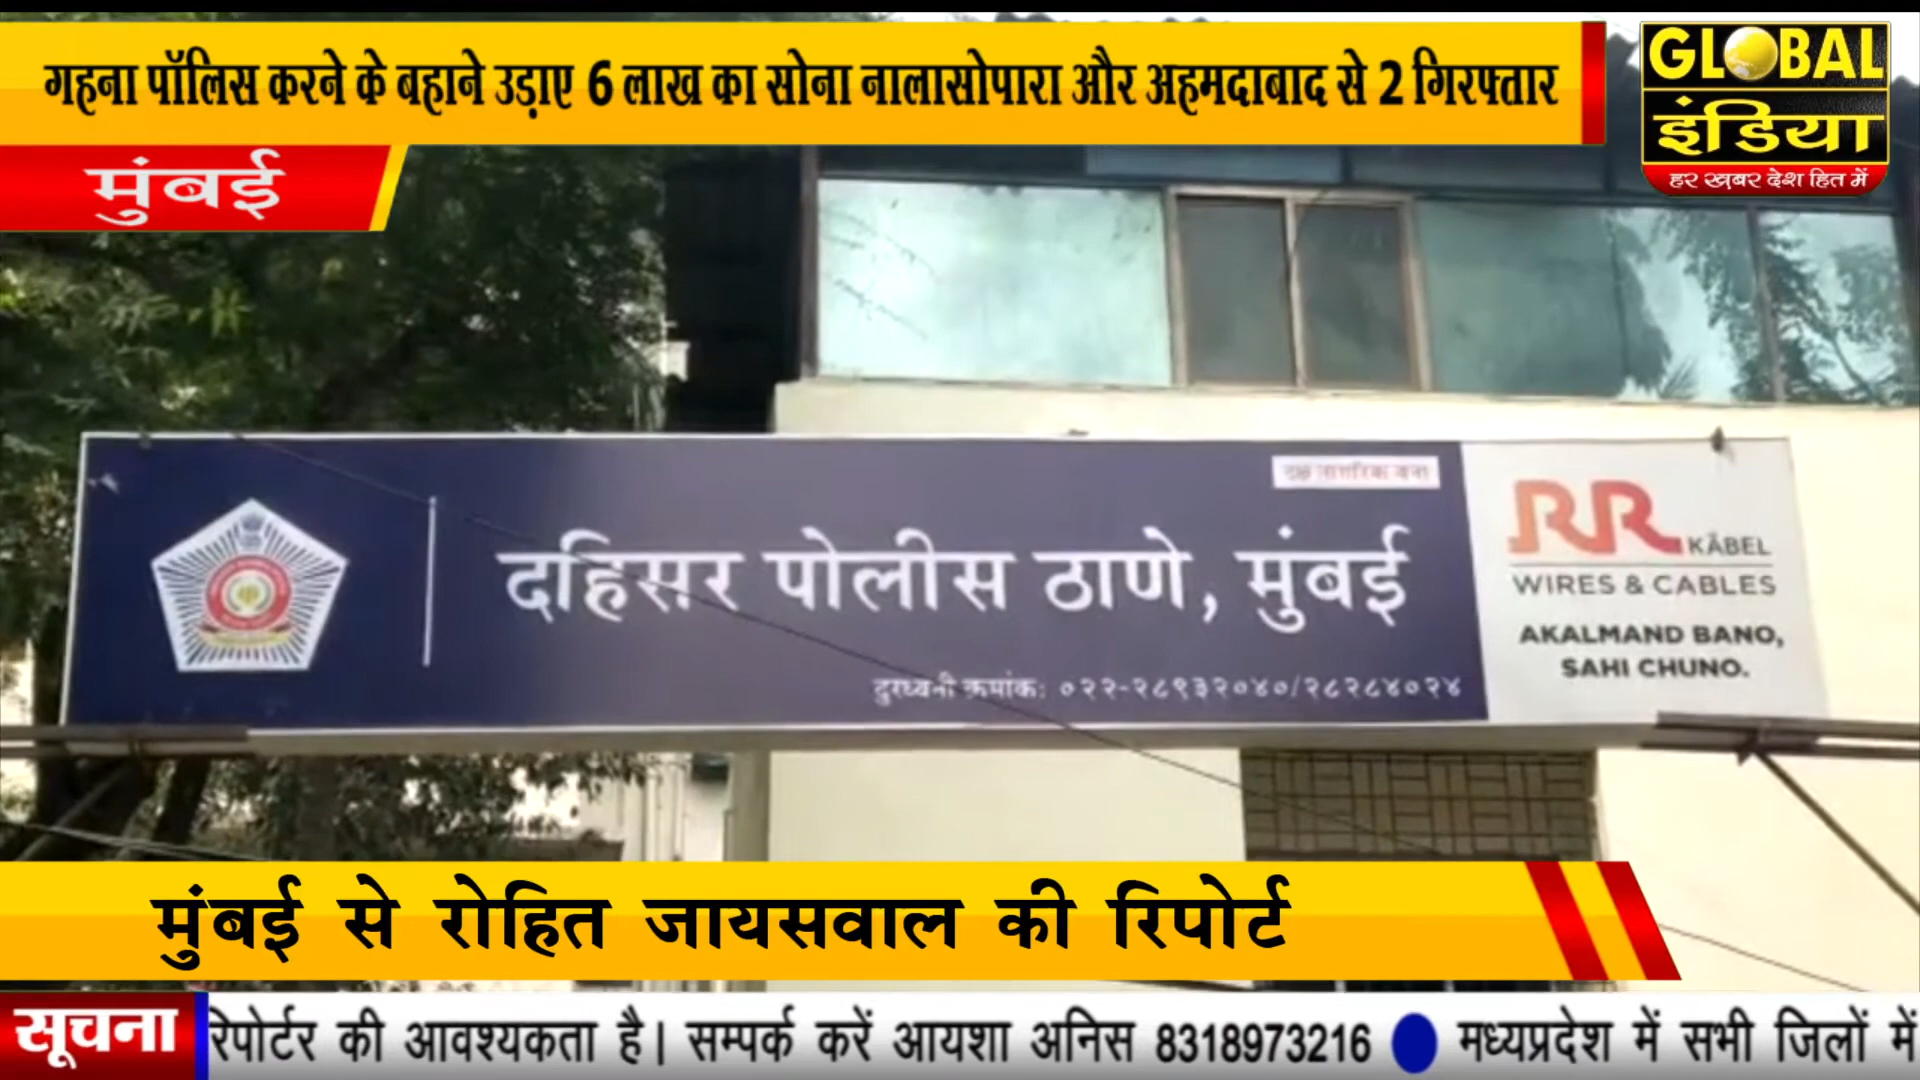 गहना पॉलिस करने के बहाने उड़ाए 6 लाख का सोना नालासोपारा और अहमदाबाद से 2 गिरफ्तार
GLOBAL
इंडिया
हर ख़बर देश हित में
मुंबई
दहिसर पोलीस ठाणे, मुंबई
दुरध्वनी क्रमांक: ०२२-२८९३२०४०/२८२८४०२४
RR
KABEL
WIRES & CABLES
AKALMAND BANO,
SAHI CHUNO.
मुंबई से रोहित जायसवाल की रिपोर्ट
सूचना
रिपोर्टर की आवश्यकता है। सम्पर्क करें आयशा अनिस 8318973216 मध्यप्रदेश में सभी जिलों में